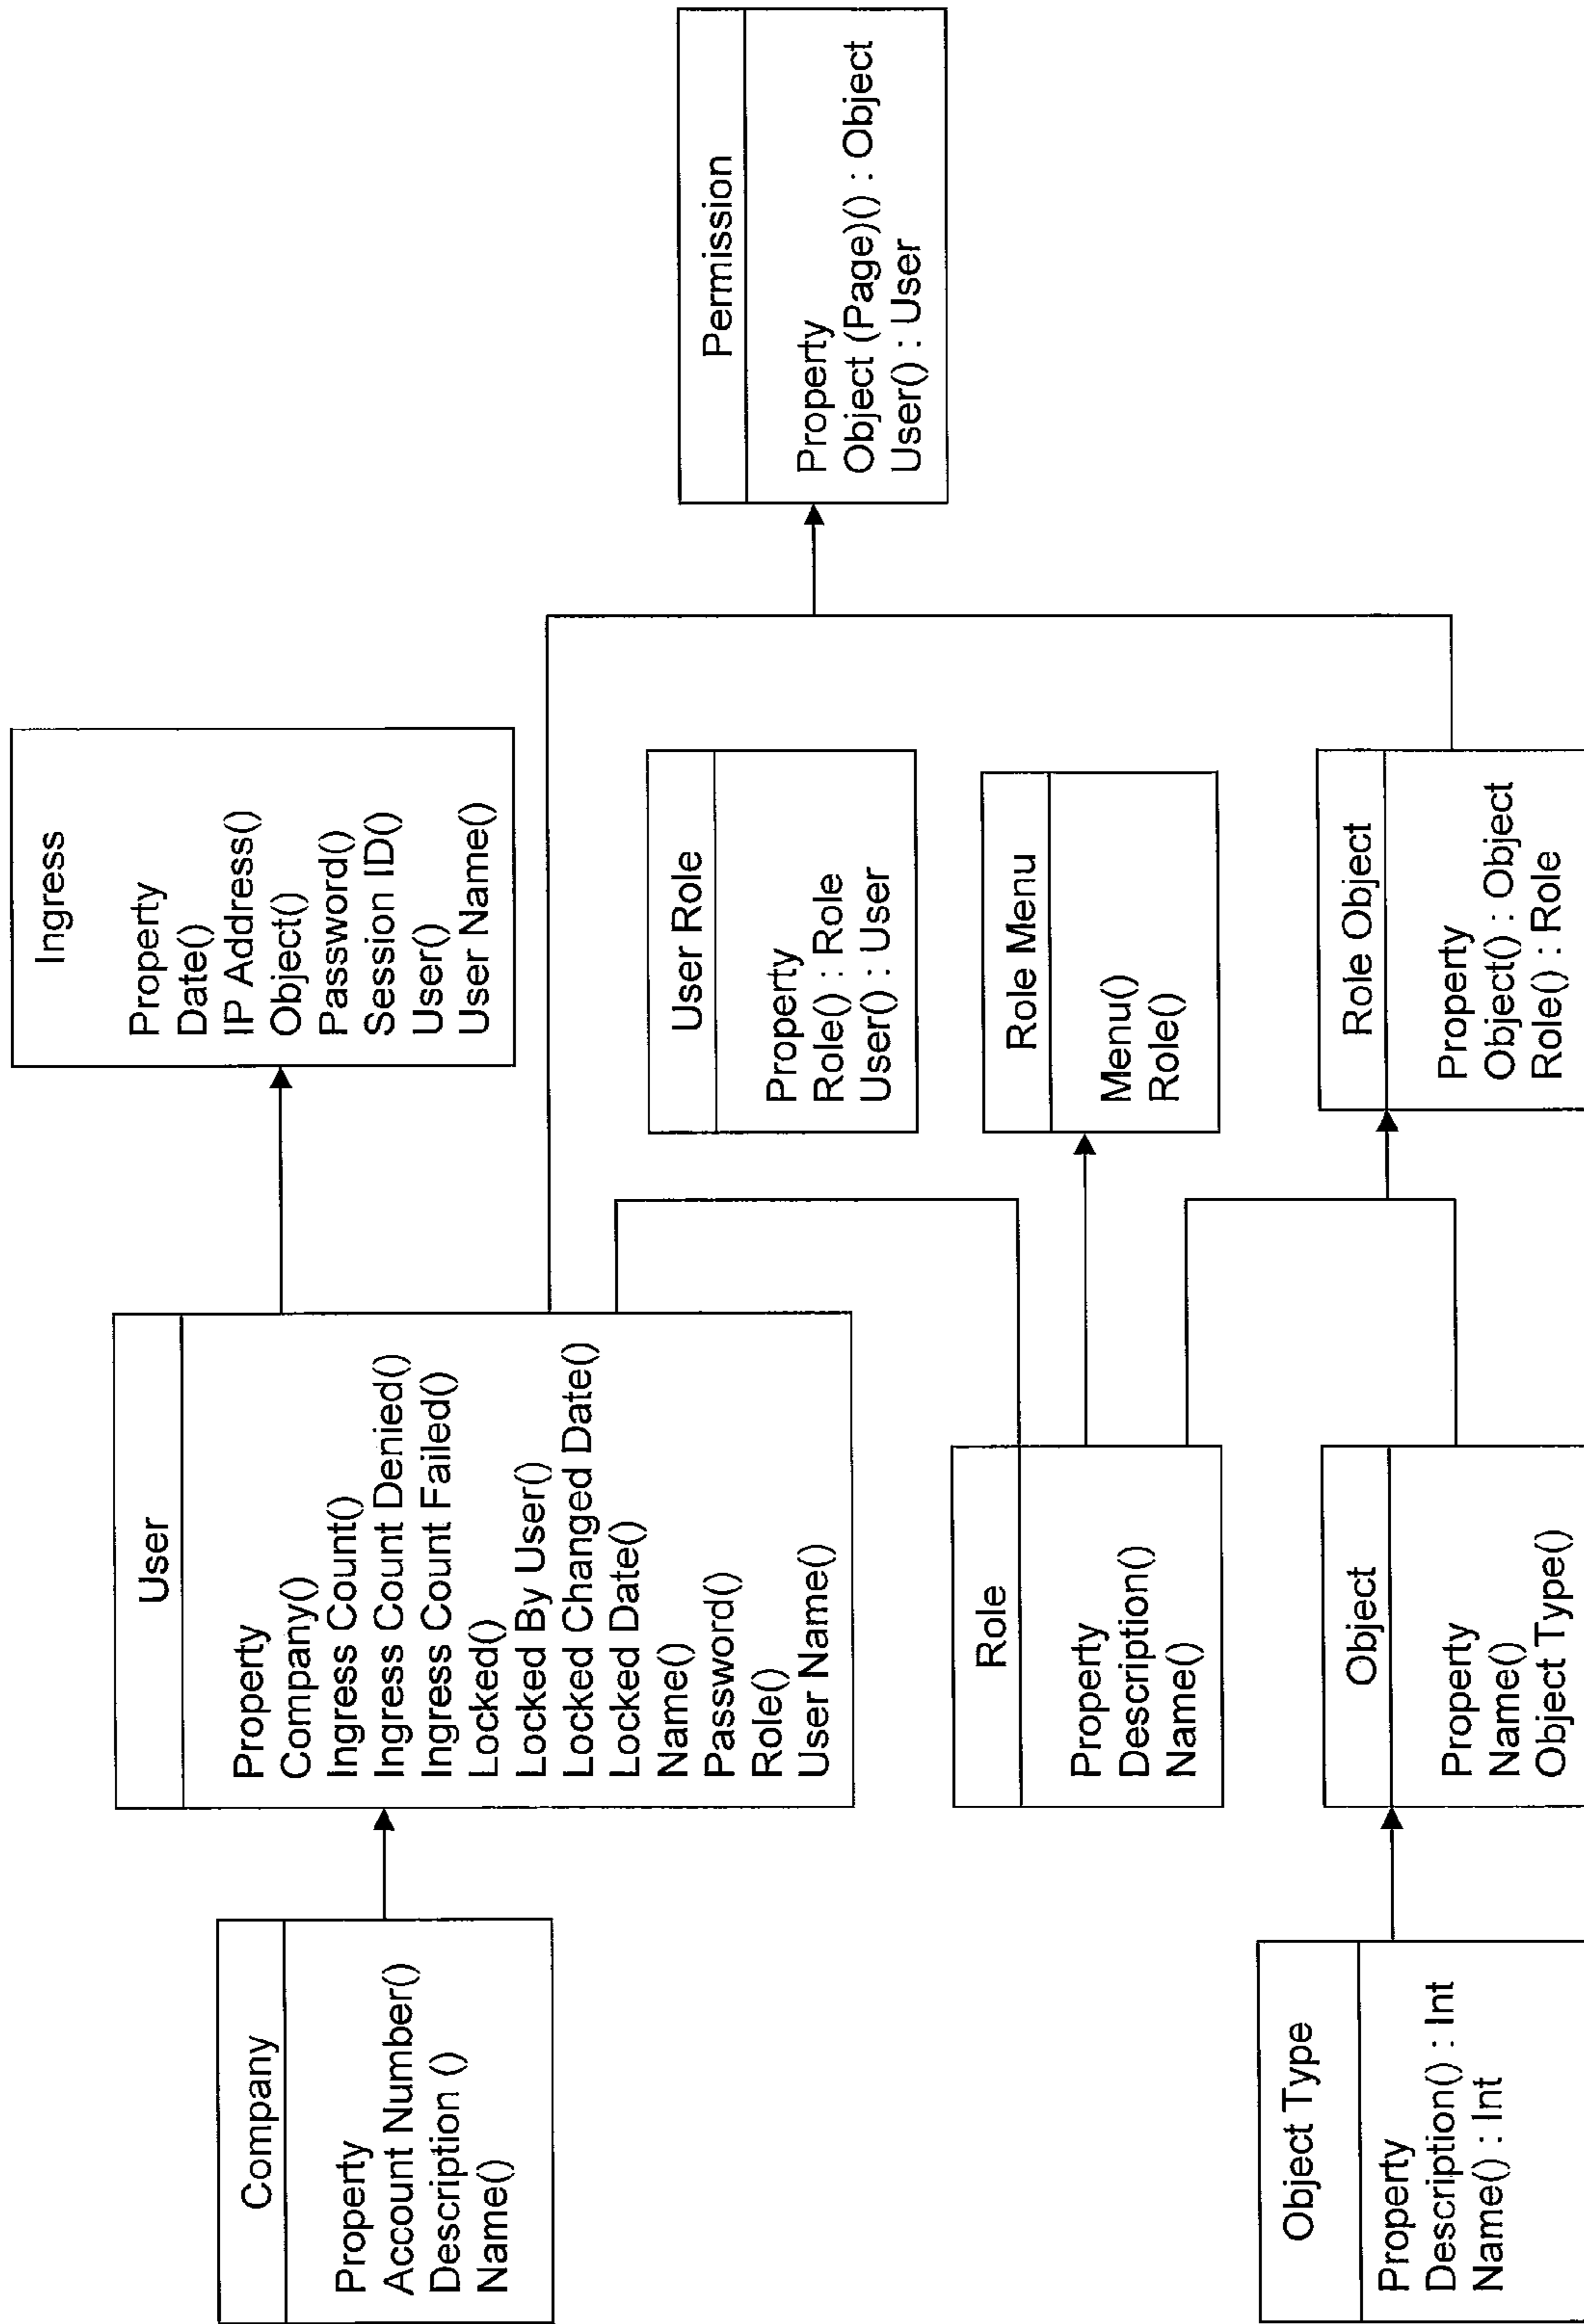 Company
Property
Account Number()
Description ()
Name()
User
Property
Company()
Ingress Count()
Ingress Count Denied()
Ingress Count Failed()
Locked()
Locked By User()
Locked Changed Date()
Locked Date()
Name()
Password()
Role()
User Name()
Ingress
Property
Date()
IP Address()
Object()
Password()
Session ID()
User()
User Name()
User Role
Property
Role() : Role
User() : User
Permission
Property
Object (Page)() : Object
User() : User
Role
Property
Description()
Name()
Role Menu
Menu()
Role()
Object Type
Property
Description() : Int
Name() : Int
Object
Property
Name()
Object Type()
Role Object
Property
Object() : Object
Role() : Role